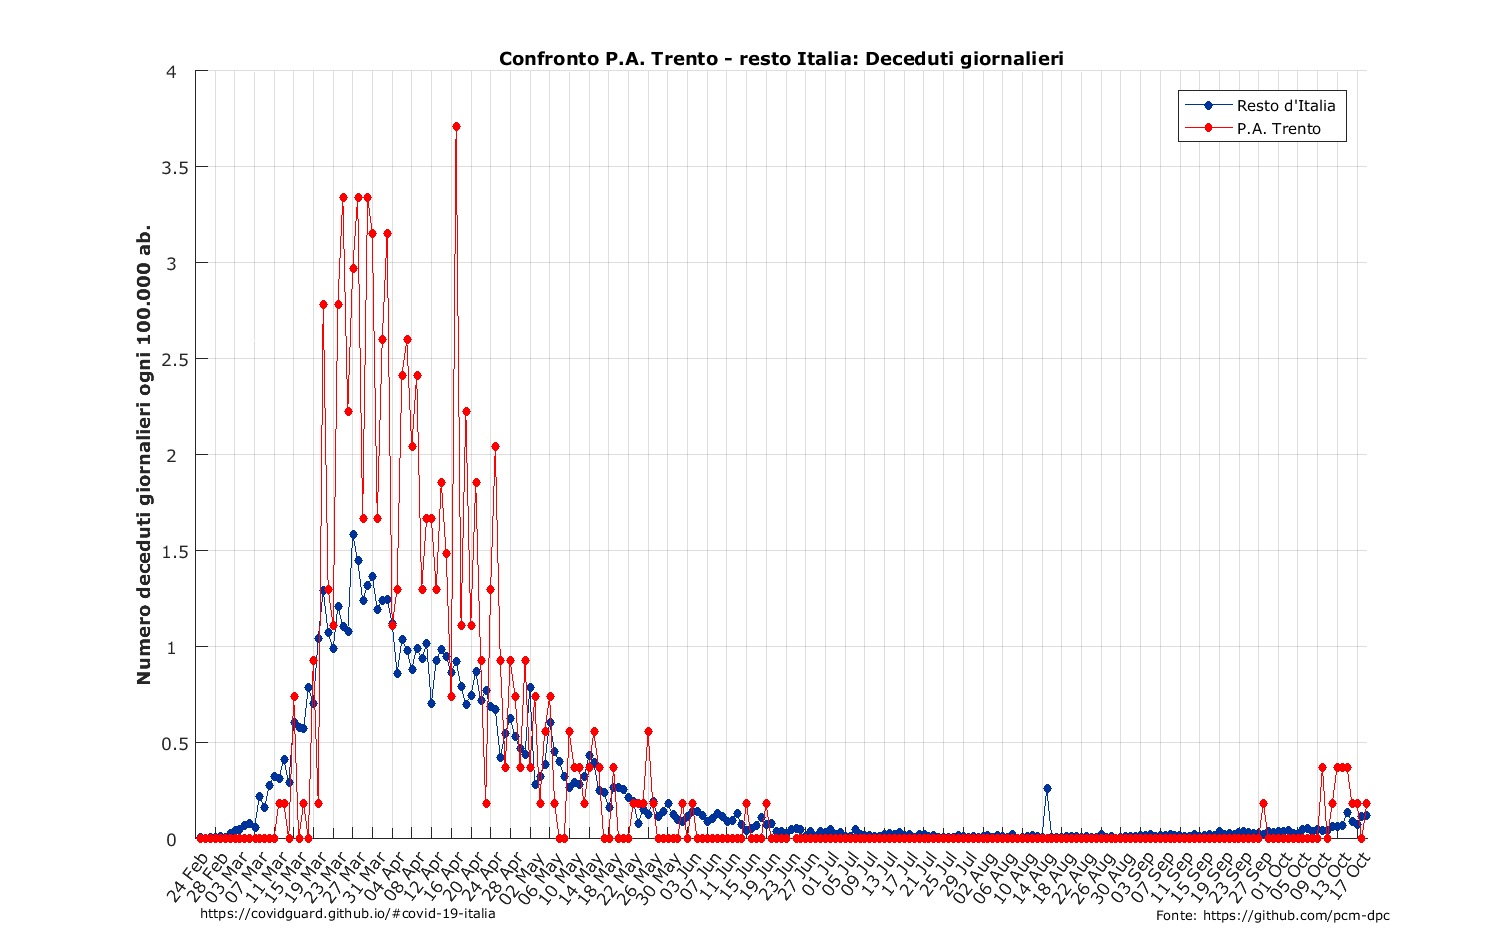 Confronto P.A. Trento - resto Italia: Deceduti giornalieri
Resto d'Italia
P.A. Trento
Numero deceduti giornalieri ogni 100.000 ab.
4
3.5
3
2.5
2
1.5
1
0.5
0
24 Feb
28 Feb
03 Mar
07 Mar
11 Mar
15 Mar
19 Mar
23 Mar
27 Mar
31 Mar
04 Apr
08 Apr
12 Apr
16 Apr
20 Apr
24 Apr
28 Apr
02 May
06 May
10 May
14 May
18 May
22 May
26 May
30 May
03 Jun
07 Jun
11 Jun
15 Jun
19 Jun
23 Jun
27 Jun
01 Jul
05 Jul
09 Jul
13 Jul
17 Jul
21 Jul
25 Jul
29 Jul
02 Aug
06 Aug
10 Aug
14 Aug
18 Aug
22 Aug
26 Aug
30 Aug
03 Sep
07 Sep
11 Sep
15 Sep
19 Sep
23 Sep
27 Sep
01 Oct
05 Oct
09 Oct
13 Oct
17 Oct
https://covidguard.github.io/#covid-19-italia
Fonte: https://github.com/pcm-dpc